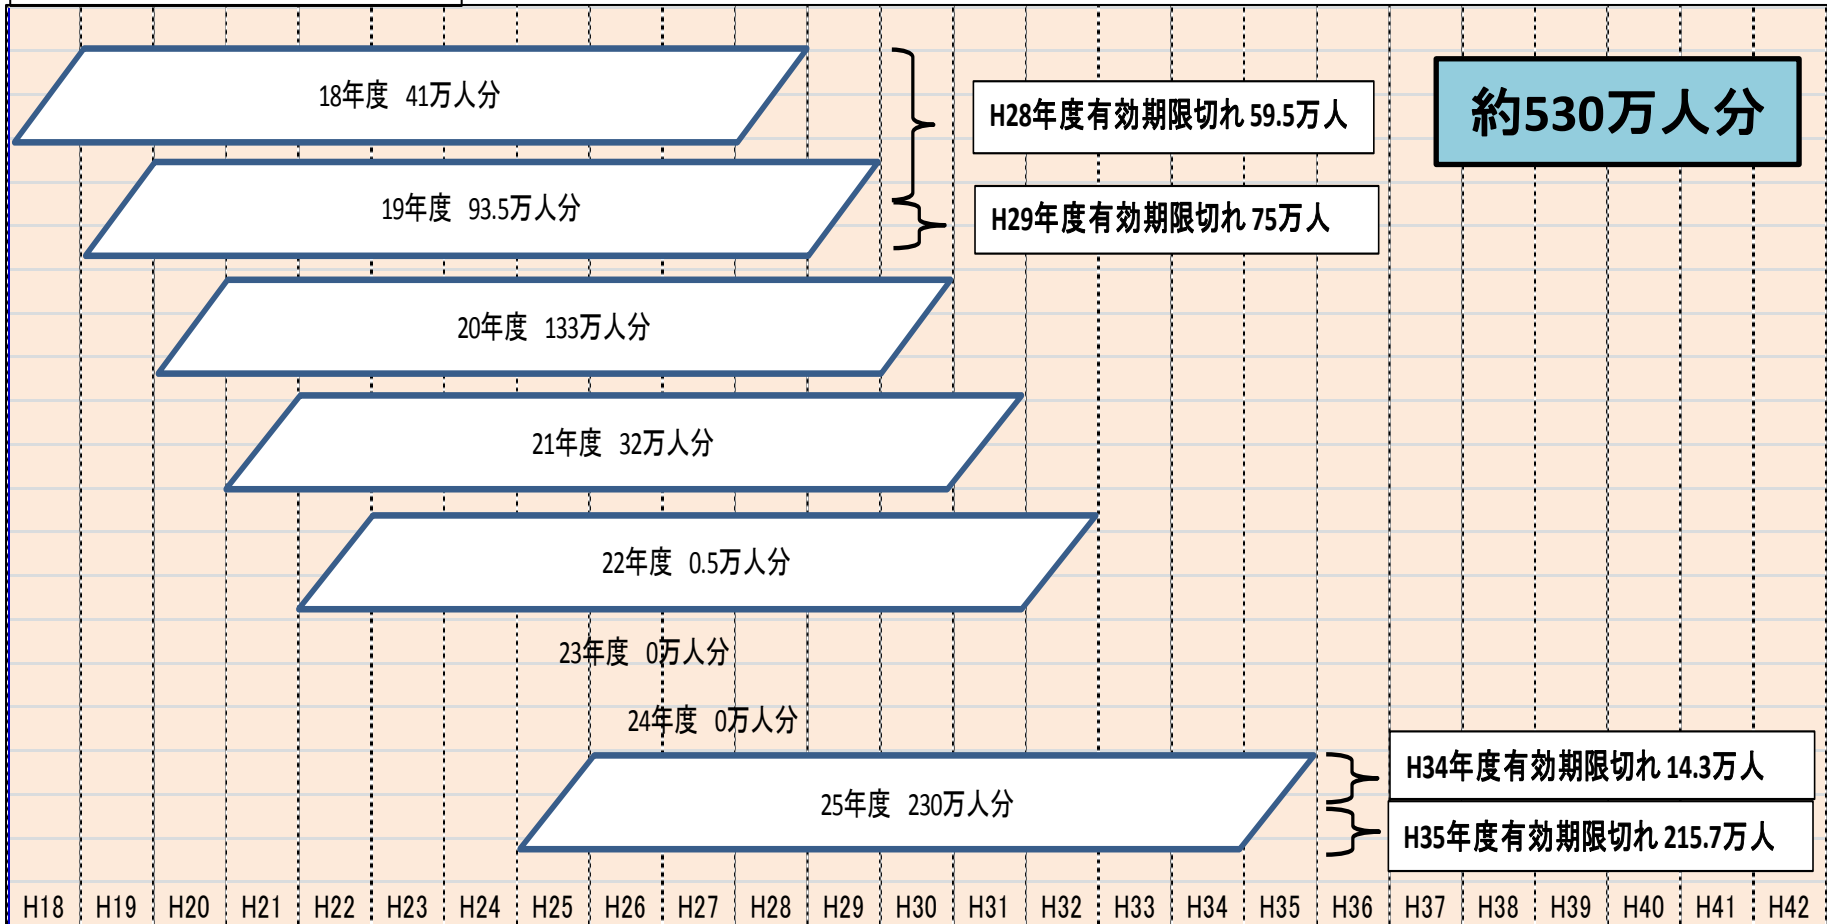 約530万人分
18年度 41万人分
H28年度有効期限切れ 59.5万人
19年度 93.5万人分
H29年度有効期限切れ 75万人
20年度 133万人分
21年度 32万人分
22年度 0.5万人分
23年度 0万人分
24年度 0万人分
25年度 230万人分
H34年度有効期限切れ 14.3万人
H35年度有効期限切れ 215.7万人
H18 H19 H20 H21 H22 H23 H24 H25 H26 H27 H28 H29 H30 H31 H32 H33 H34 H35 H36 H37 H38 H39 H40 H41 H42